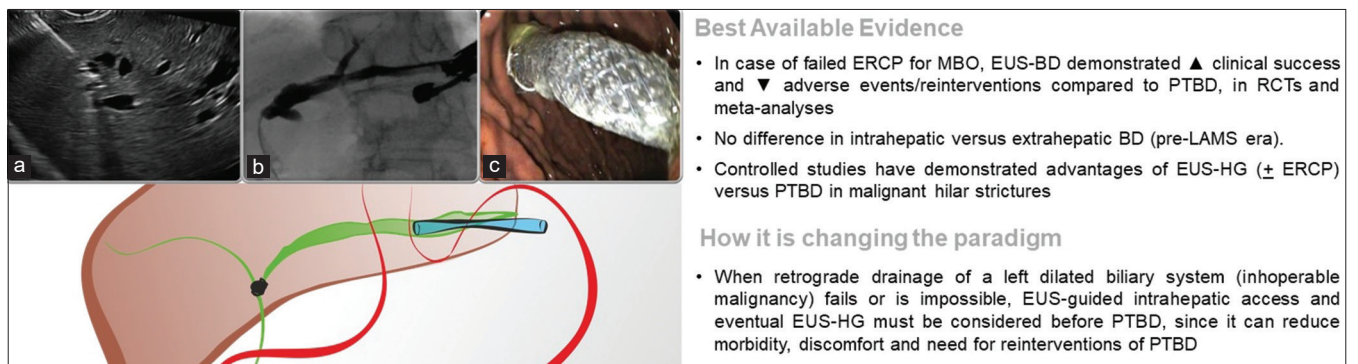 a
b
c
Best Available Evidence
• In case of failed ERCP for MBO, EUS-BD demonstrated ▲ clinical success
and ▼ adverse events/reinterventions compared to PTBD, in RCTs and
meta-analyses
• No difference in intrahepatic versus extrahepatic BD (pre-LAMS era).
• Controlled studies have demonstrated advantages of EUS-HG (± ERCP)
versus PTBD in malignant hilar strictures
How it is changing the paradigm
• When retrograde drainage of a left dilated biliary system (inhoperable
malignancy) fails or is impossible, EUS-guided intrahepatic access and
eventual EUS-HG must be considered before PTBD, since it can reduce
morbidity, discomfort and need for reinterventions of PTBD